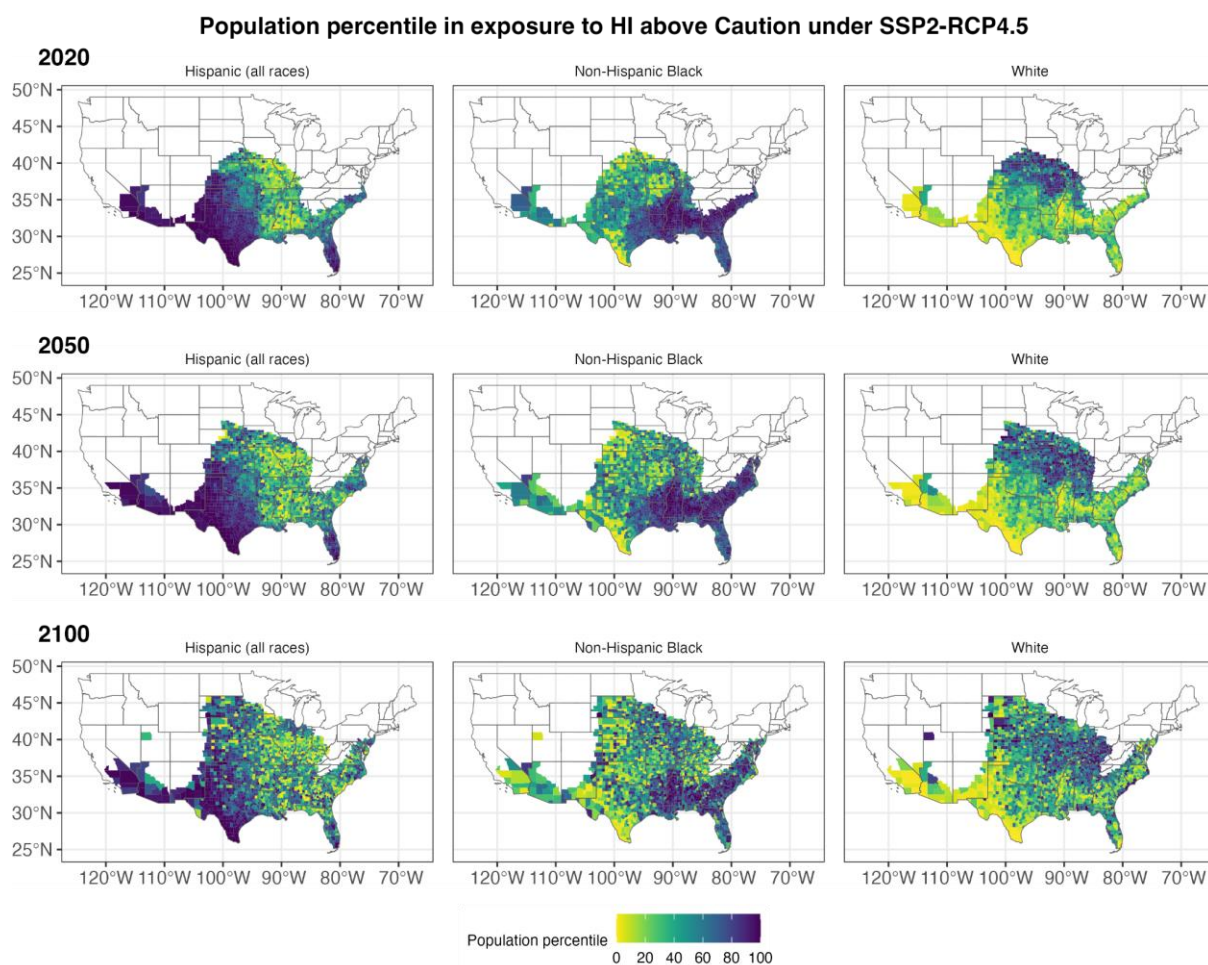 Population percentile in exposure to HI above Caution under SSP2-RCP4.5
2020
Hispanic (all races) Non-Hispanic Black White
50°N
45°N
40°N
35°N
30°N
25°N
120°W 110°W 100°W 90°W 80°W 70°W 120°W 110°W 100°W 90°W 80°W 70°W 120°W 110°W 100°W 90°W 80°W 70°W
2050
Hispanic (all races) Non-Hispanic Black White
50°N
45°N
40°N
35°N
30°N
25°N
120°W 110°W 100°W 90°W 80°W 70°W 120°W 110°W 100°W 90°W 80°W 70°W 120°W 110°W 100°W 90°W 80°W 70°W
2100
Hispanic (all races) Non-Hispanic Black White
50°N
45°N
40°N
35°N
30°N
25°N
120°W 110°W 100°W 90°W 80°W 70°W 120°W 110°W 100°W 90°W 80°W 70°W 120°W 110°W 100°W 90°W 80°W 70°W
Population percentile
0 20 40 60 80 100